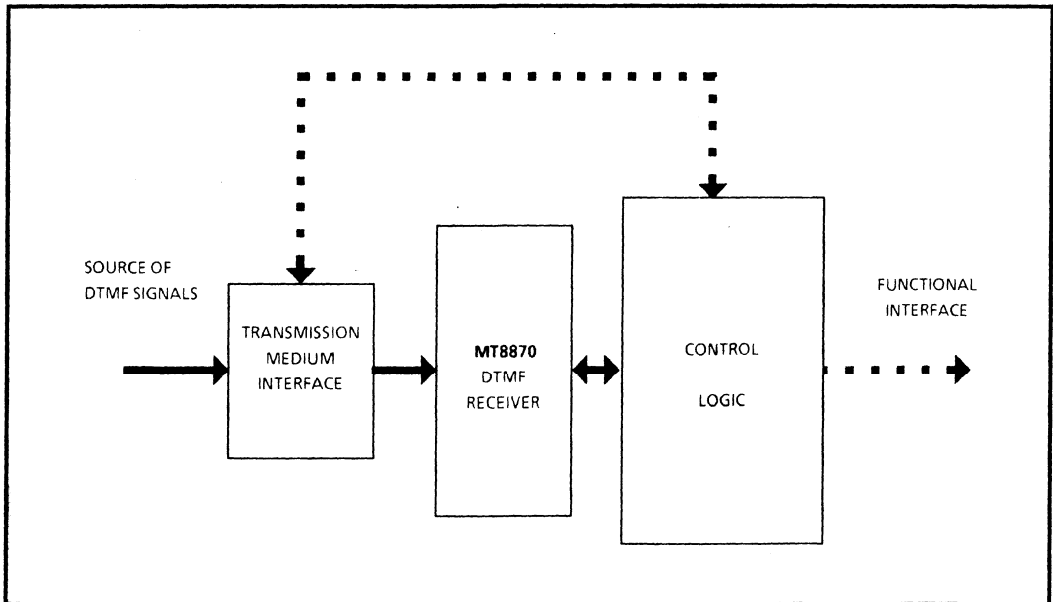 SOURCE OF
DTMF SIGNALS
TRANSMISSION
MEDIUM
INTERFACE
MT8870
DTMF
RECEIVER
CONTROL
LOGIC
FUNCTIONAL
INTERFACE